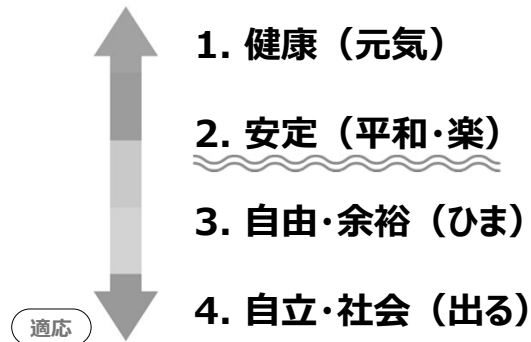 1. 健康（元気）
2. 安定（平和･楽）
3. 自由･余裕（ひま）
4. 自立･社会（出る）
適応